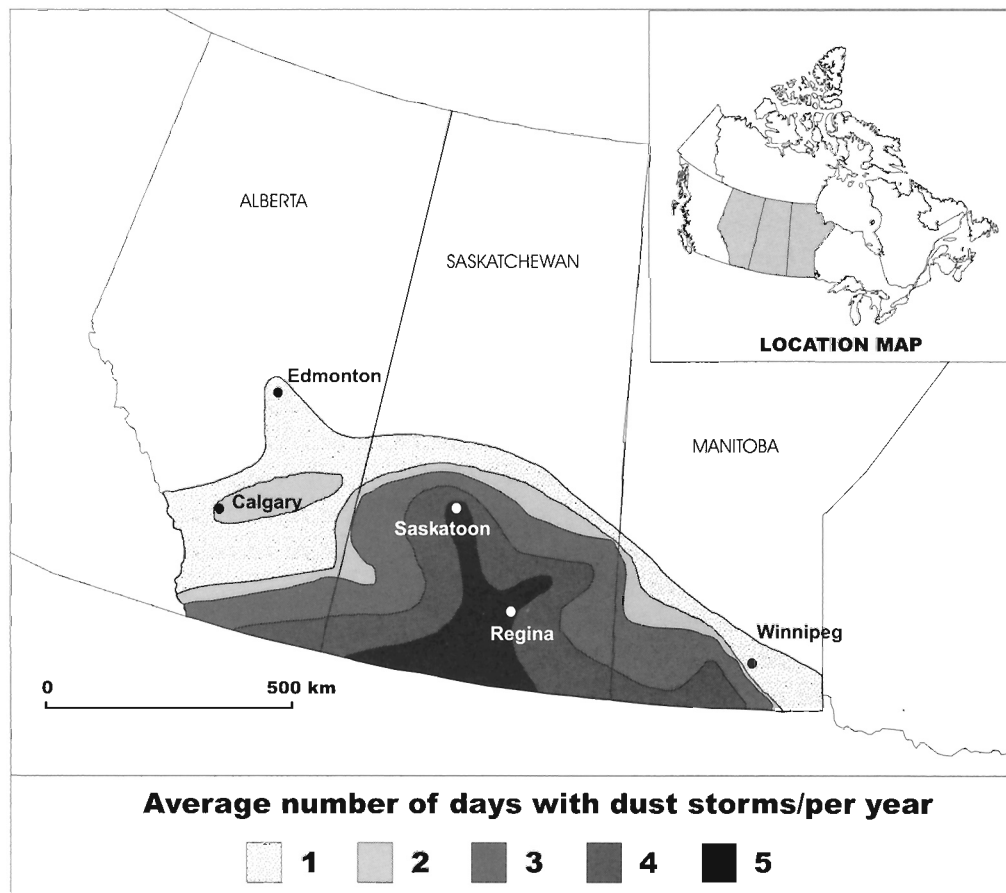 ALBERTA
SASKATCHEWAN
LOCATION MAP
Edmonton
MANITOBA
Calgary
Saskatoon
Regina
Winnipeg
0 500 km
Average number of days with dust storms/per year
1 2 3 4 5